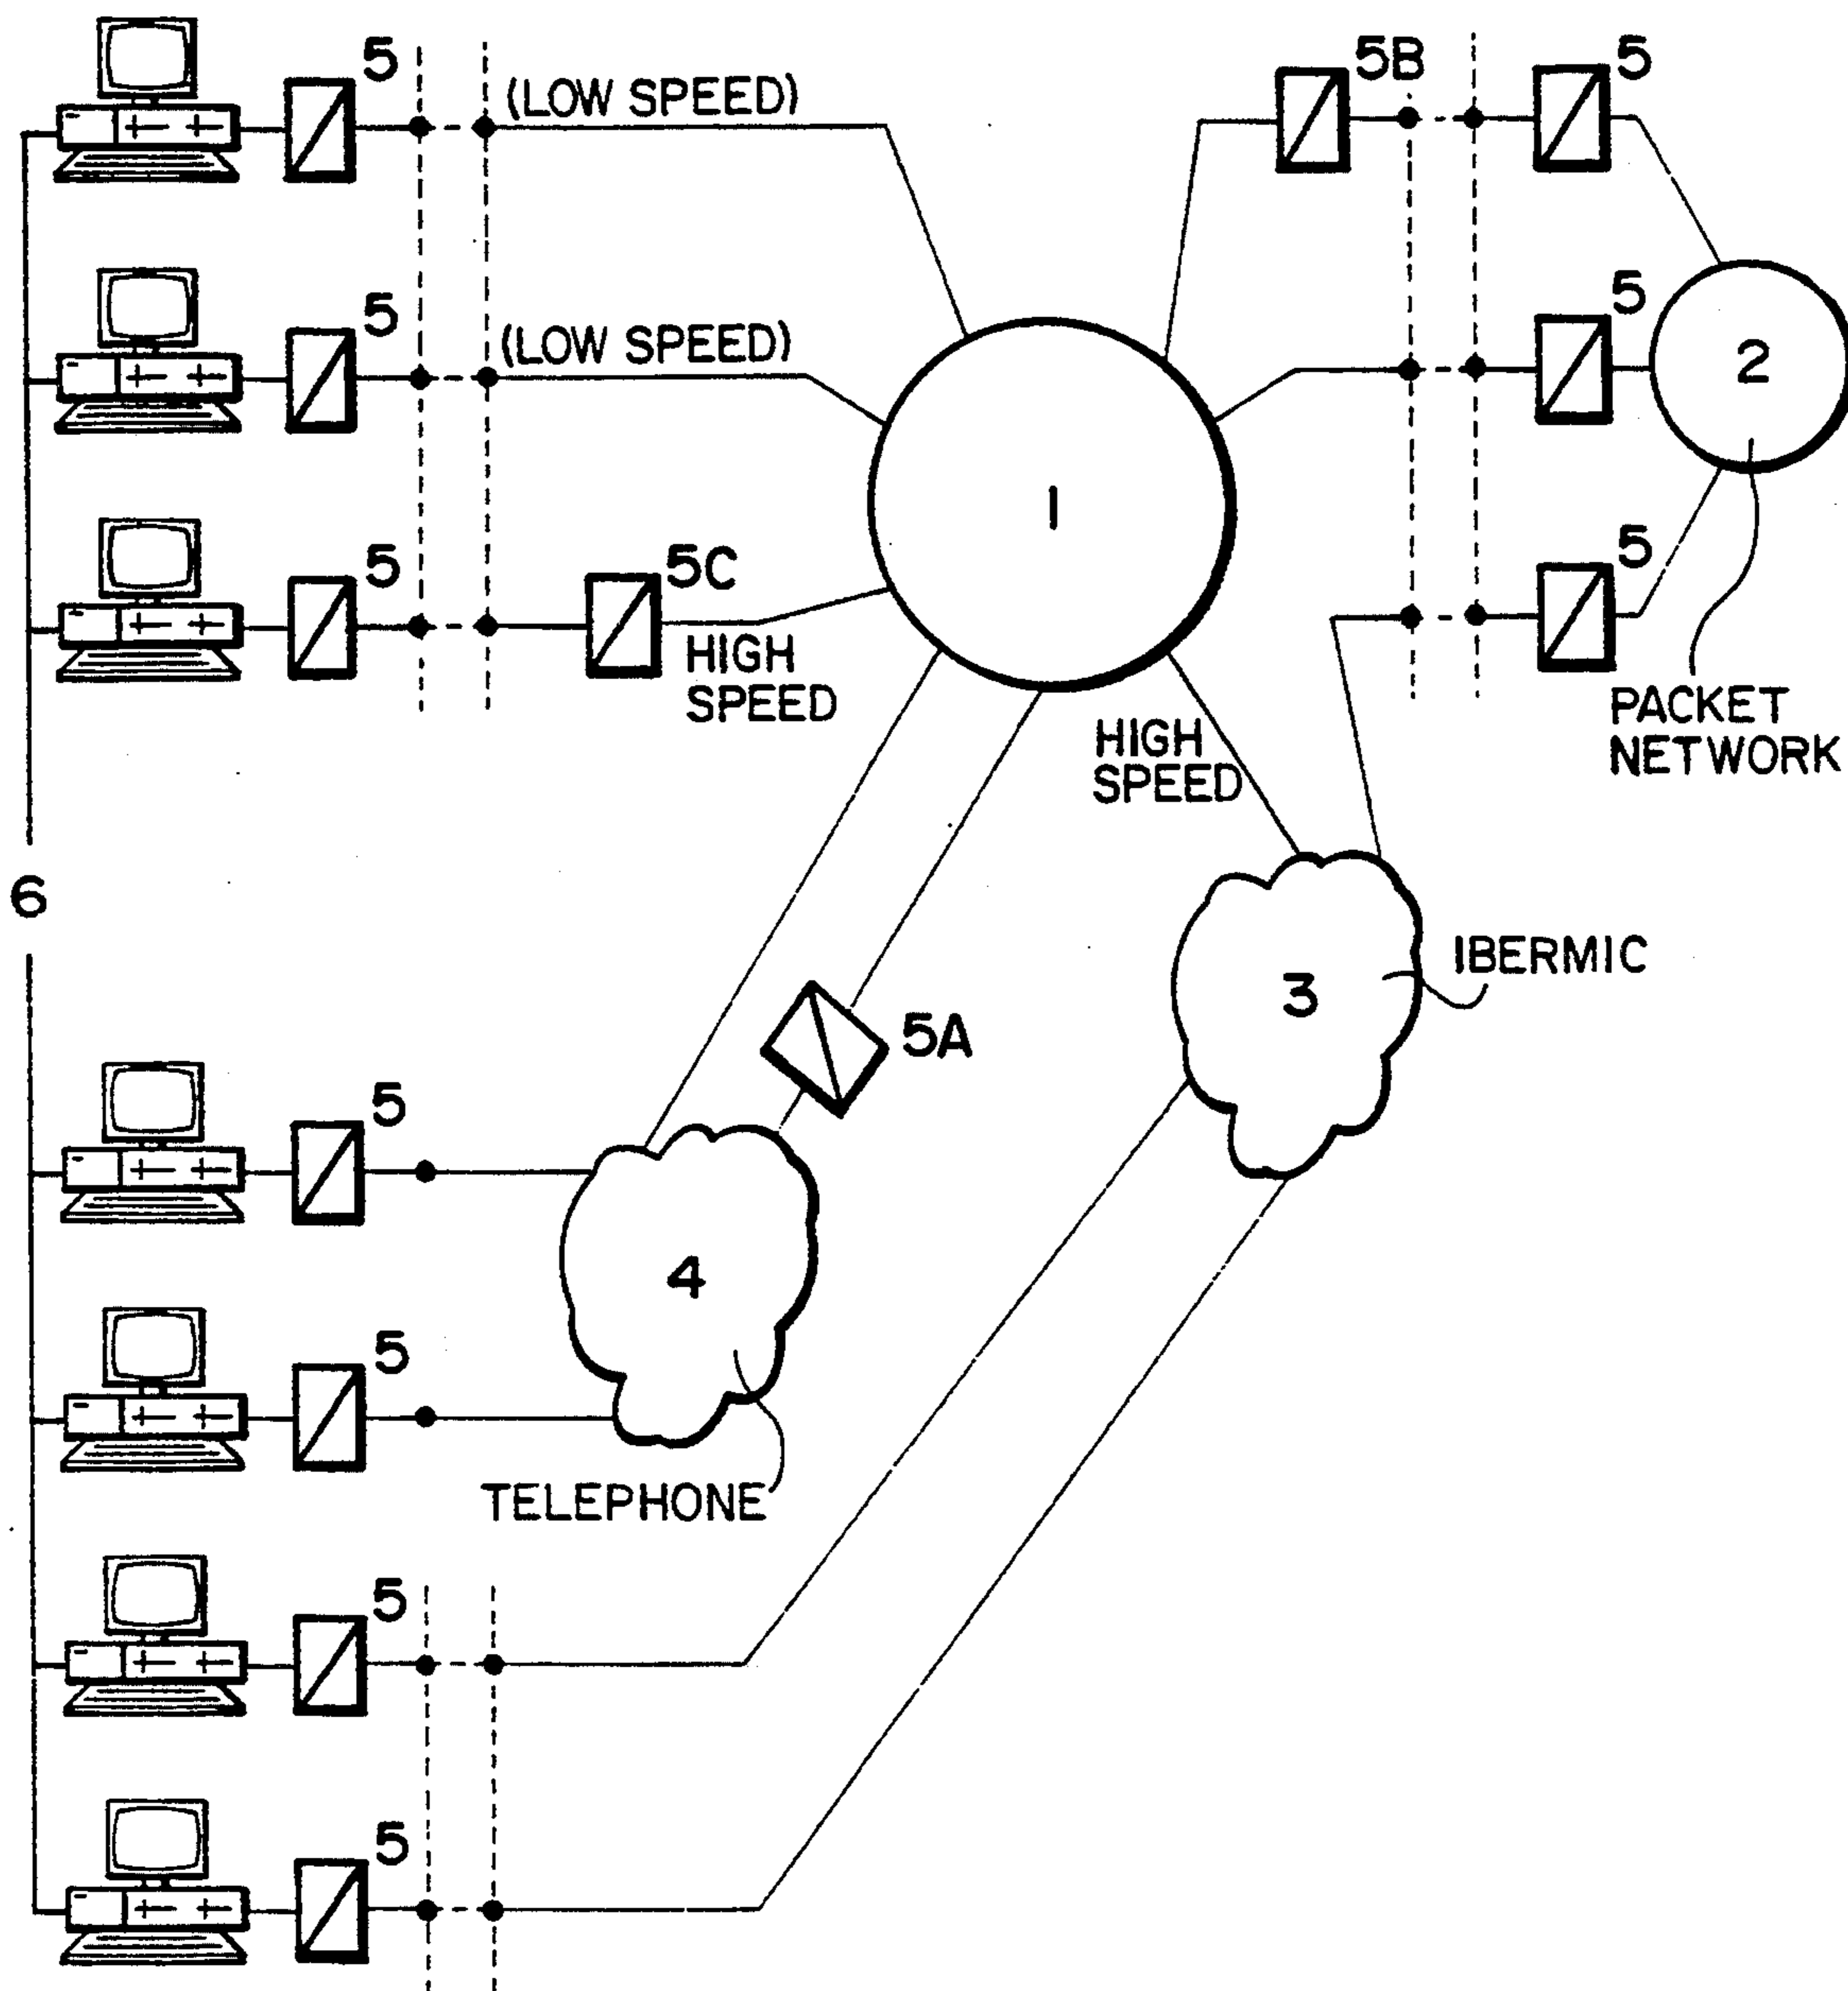 5
(LOW SPEED)
5B
5
5
(LOW SPEED)
5
2
1
5
5C
5
HIGH
SPEED
PACKET
NETWORK
HIGH
SPEED
6
IBERMIC
3
5A
5
4
5
TELEPHONE
5
5